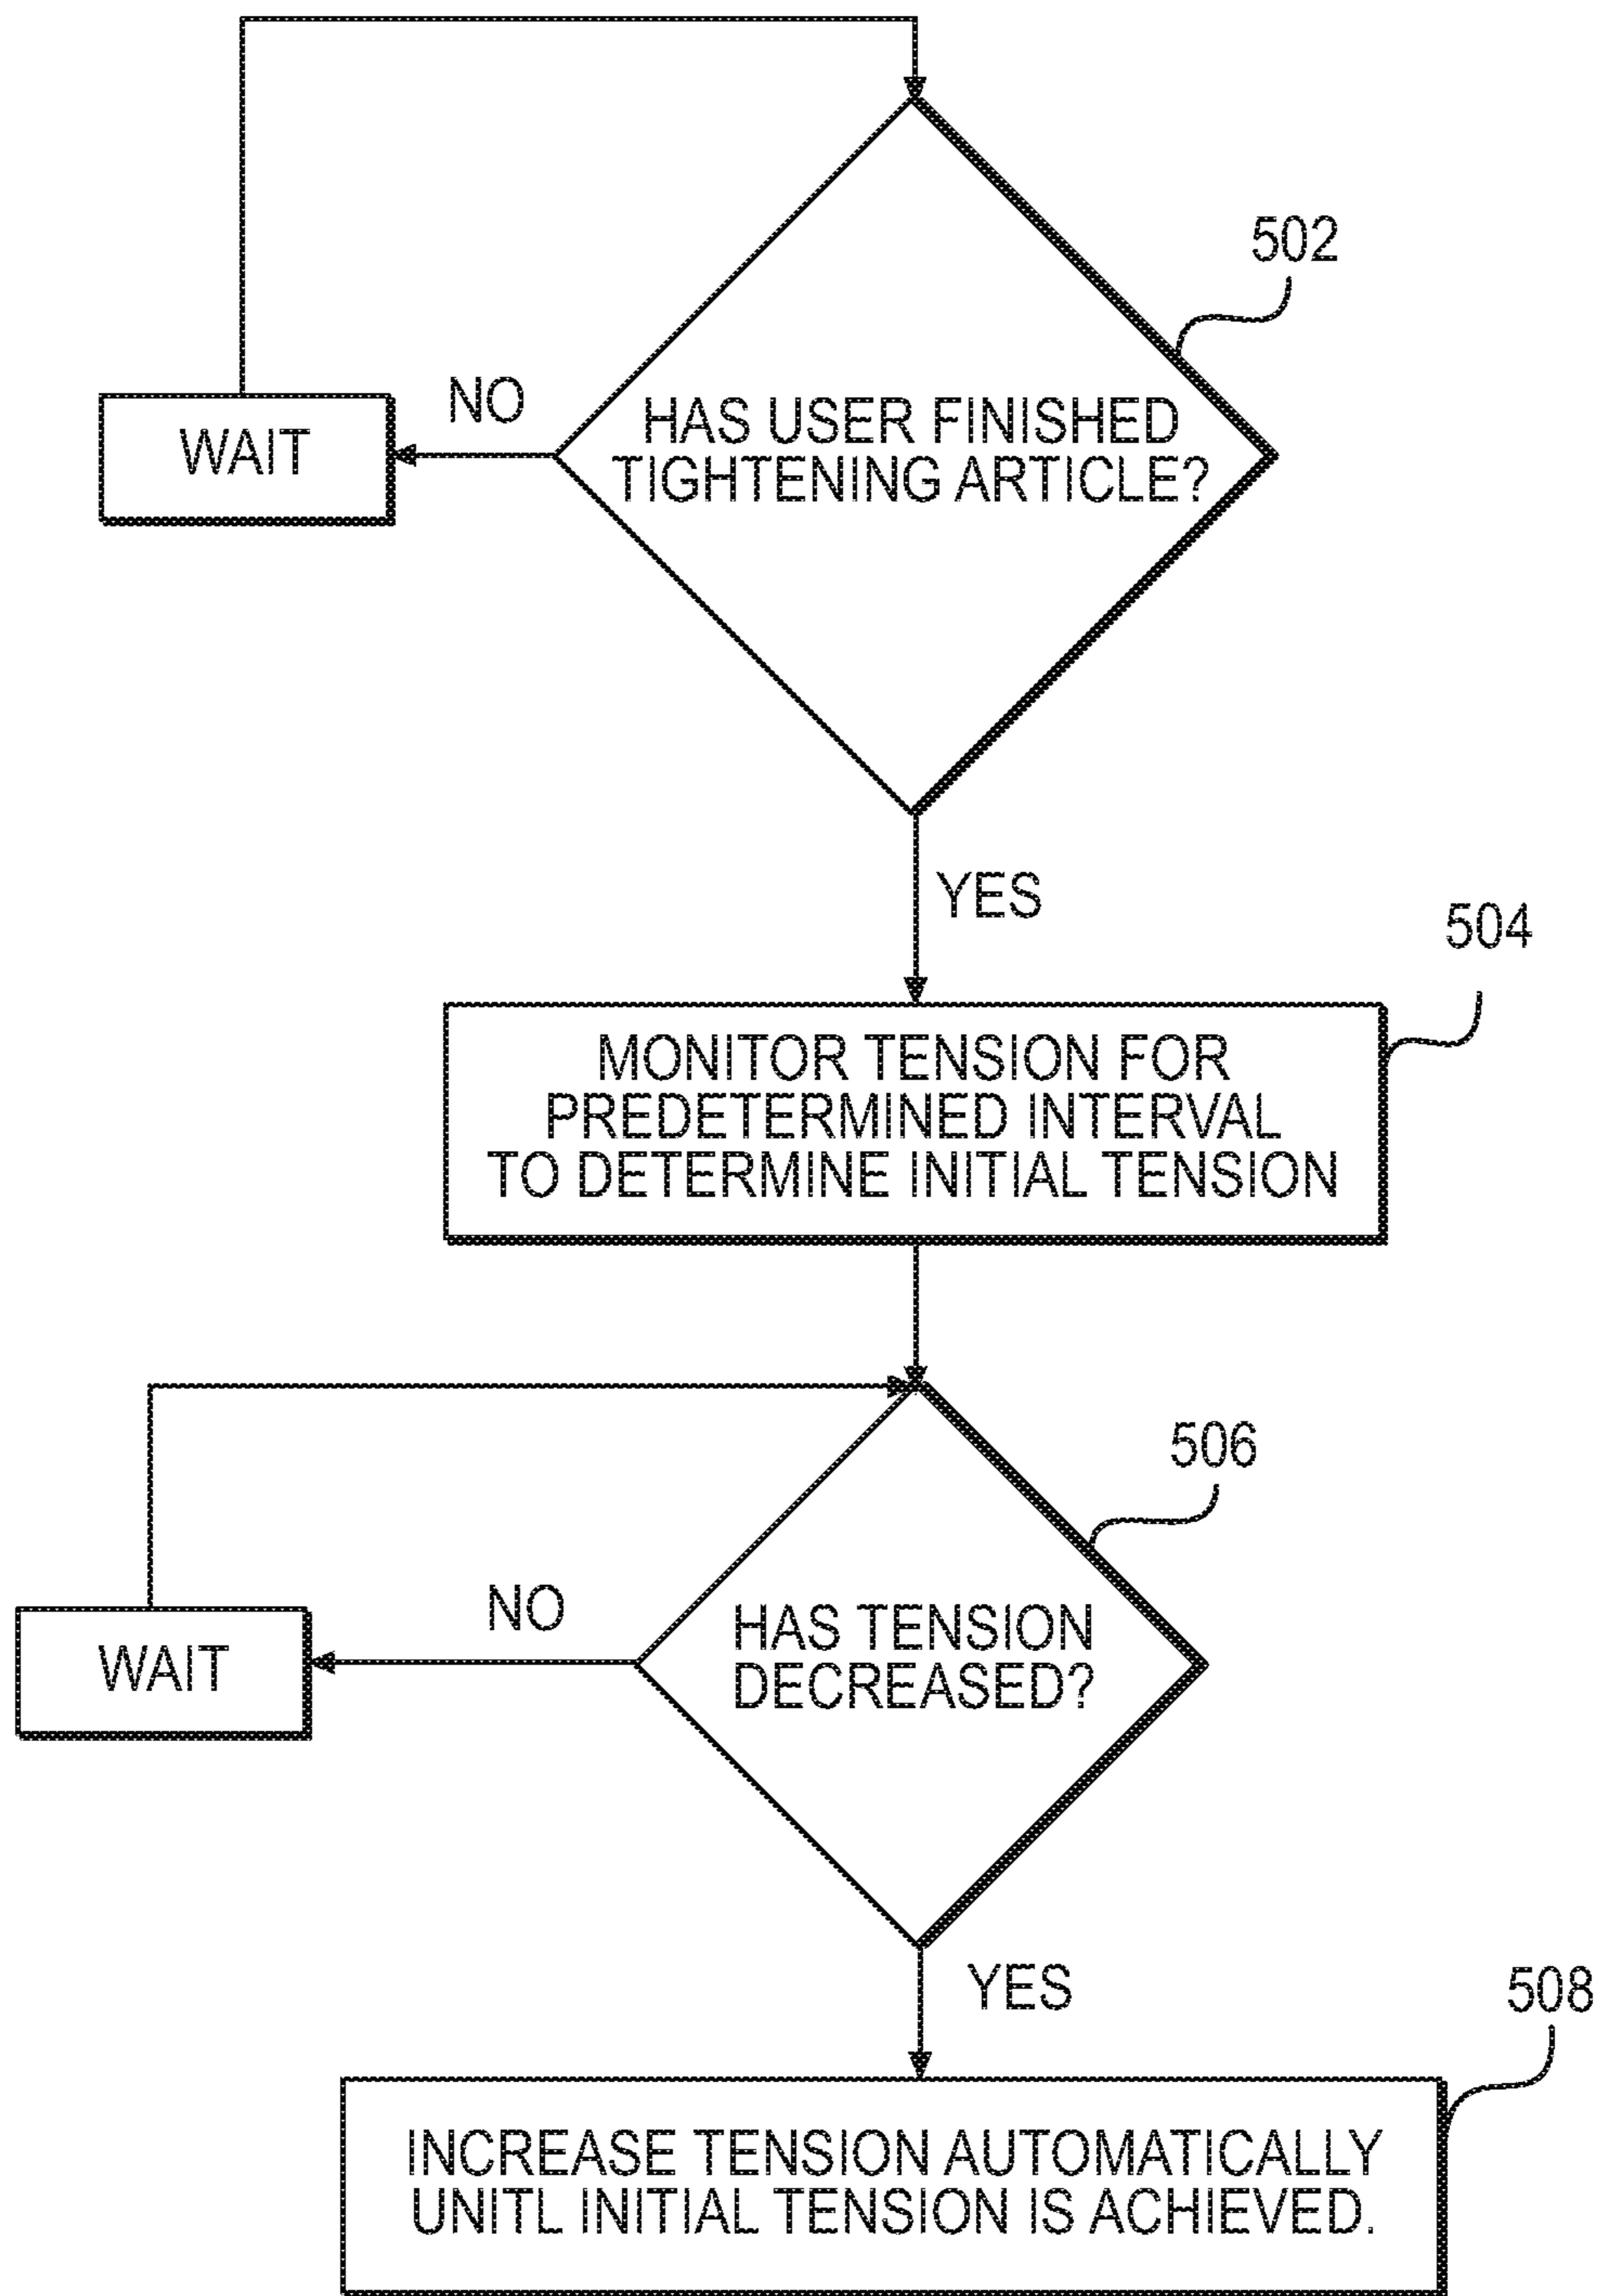 502
NO
HAS USER FINISHED
TIGHTENING ARTICLE?
WAIT
YES
504
MONITOR TENSION FOR
PREDETERMINED INTERVAL
TO DETERMINE INITIAL TENSION
506
NO
HAS TENSION
DECREASED?
WAIT
YES
508
INCREASE TENSION AUTOMATICALLY
UNITL INITIAL TENSION IS ACHIEVED.